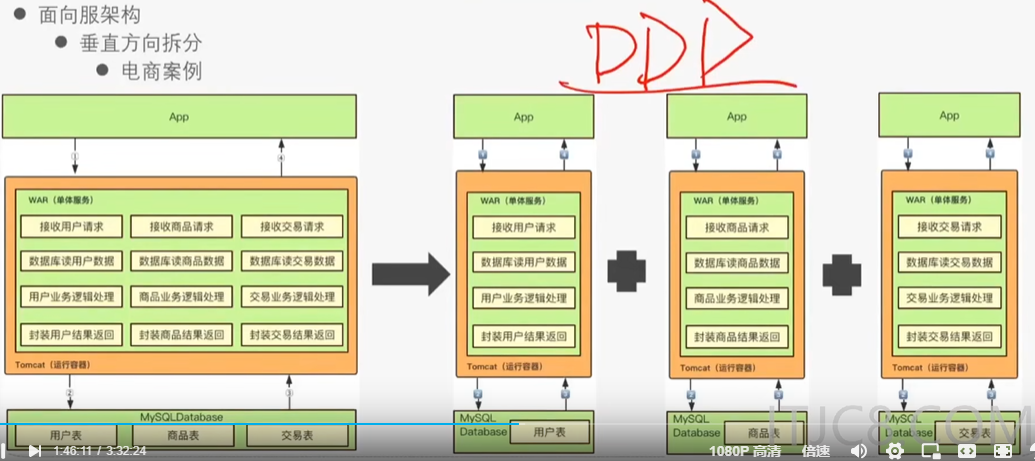 面向服架构
垂直方向拆分
电商案例
DDD
App
App
App
App
① ④
WAR（单体服务）
接收用户请求 接收商品请求 接收交易请求
数据库读用户数据 数据库读商品数据 数据库读交易数据
用户业务逻辑处理 商品业务逻辑处理 交易业务逻辑处理
封装用户结果返回 封装商品结果返回 封装交易结果返回
Tomcat（运行容器）
② ③
MySQLDatabase
用户表 商品表 交易表
WAR（单体服务）
接收用户请求
数据库读用户数据
用户业务逻辑处理
封装用户结果返回
Tomcat（运行容器）
MySQL
Database
用户表
WAR（单体服务）
接收商品请求
数据库读商品数据
商品业务逻辑处理
封装商品结果返回
Tomcat（运行容器）
MySQL
Database
商品表
WAR（单体服务）
接收交易请求
数据库读交易数据
交易业务逻辑处理
封装交易结果返回
Tomcat（运行容器）
MySQL
Database
交易表
ITJC8.COM
1:46:11 / 3:32:24
1080P 高清 倍速